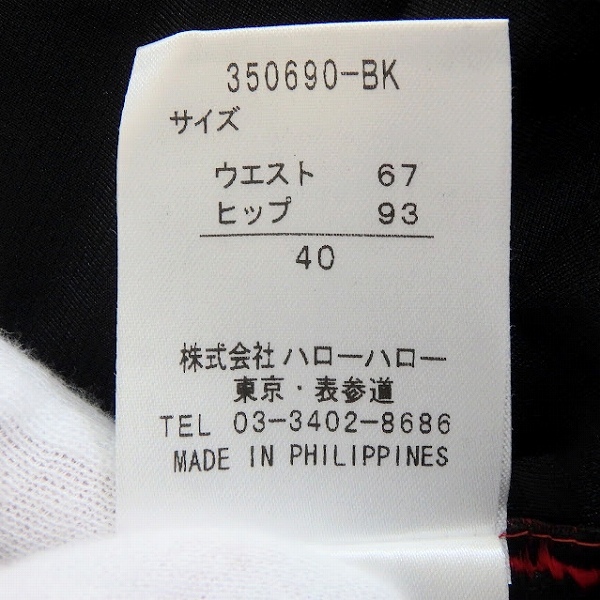 350690-BK
サイズ
ウエスト 67
ヒップ 93
40
株式会社 ハローハロー
東京・表参道
TEL 03-3402-8686
MADE IN PHILIPPINES